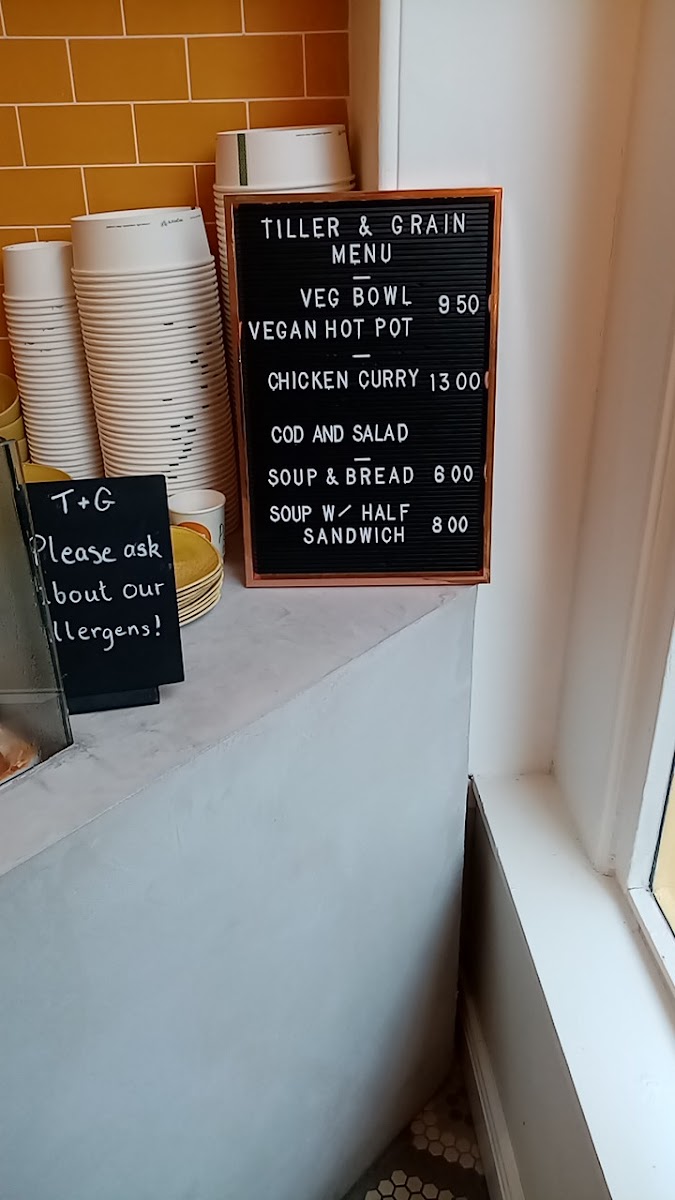 TILLER & GRAIN
MENU
VEG BOWL 9 50
VEGAN HOT POT
CHICKEN CURRY 13 00
COD AND SALAD
SOUP & BREAD 6 00
SOUP W/ HALF
SANDWICH 8 00
T+G
Please ask
bout our
llergens!